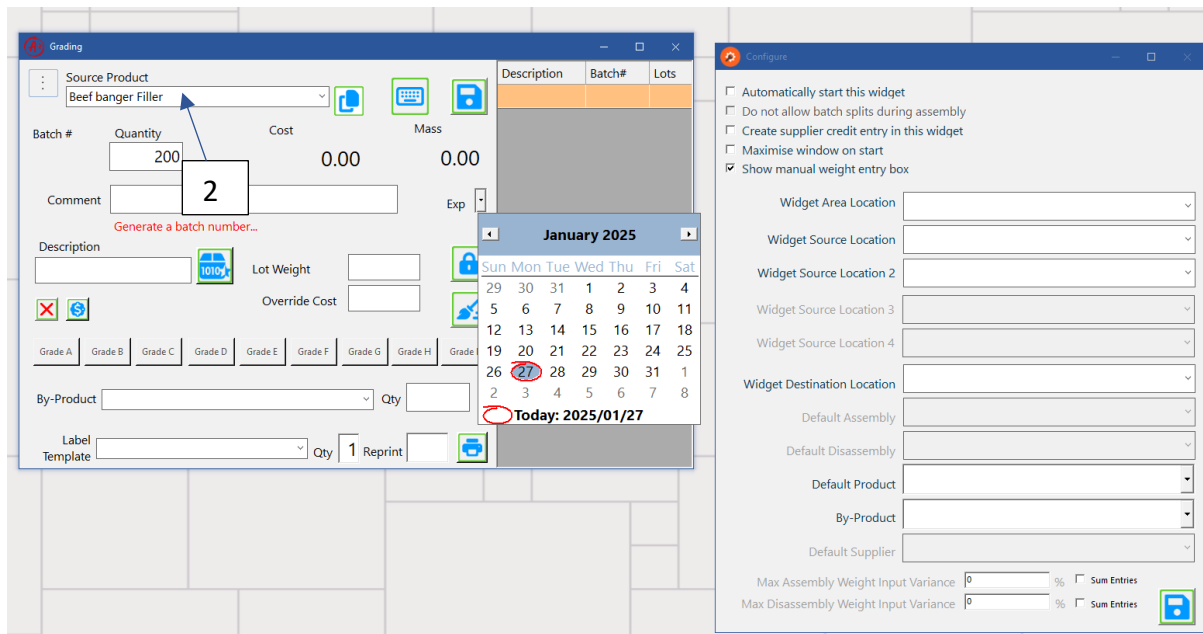 Grading
Source Product
Beef banger Filler
Batch #
Quantity
Cost
Mass
200
0.00
0.00
2
Comment
Exp
Generate a batch number...
Description
1010
Lot Weight
Override Cost
Grade A Grade B Grade C Grade D Grade E Grade F Grade G Grade H Grade
By-Product
Qty
Label
Template
Qty 1 Reprint
Description Batch# Lots
January 2025
Sun Mon Tue Wed Thu Fri Sat
29 30 31 1 2 3 4
5 6 7 8 9 10 11
12 13 14 15 16 17 18
19 20 21 22 23 24 25
26 27 28 29 30 31 1
2 3 4 5 6 7 8
Today: 2025/01/27
Configure
Automatically start this widget
Do not allow batch splits during assembly
Create supplier credit entry in this widget
Maximise window on start
Show manual weight entry box
Widget Area Location
Widget Source Location
Widget Source Location 2
Widget Source Location 3
Widget Source Location 4
Widget Destination Location
Default Assembly
Default Disassembly
Default Product
By-Product
Default Supplier
Max Assembly Weight Input Variance 0 % Sum Entries
Max Disassembly Weight Input Variance 0 % Sum Entries